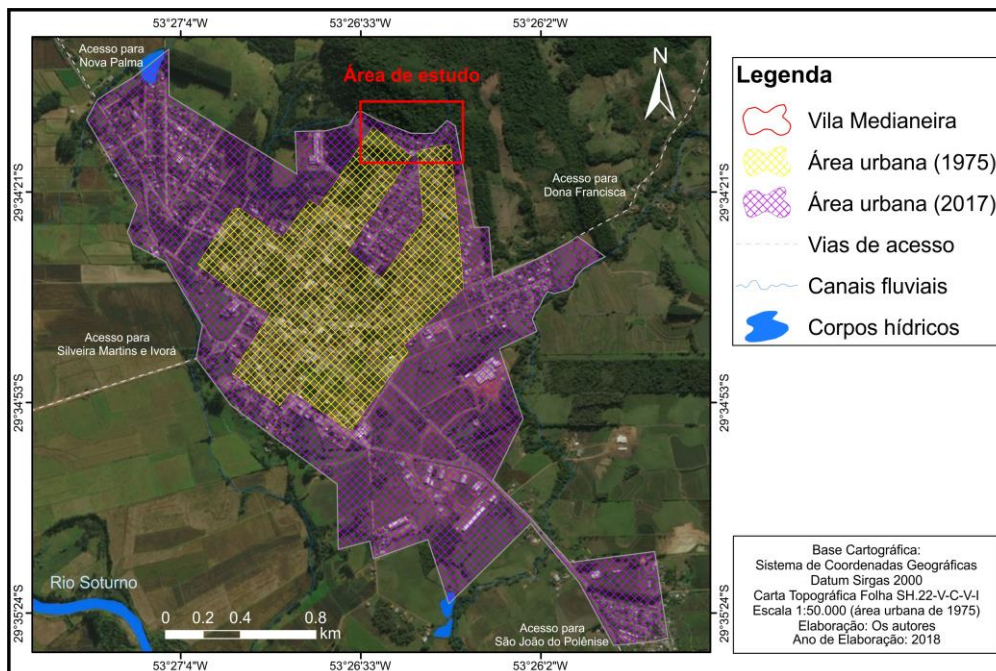 53°27'4"W
53°26'33"W
53°26'2"W
Acesso para
Nova Palma
Área de estudo
N
29°34'21"S
29°34'21"S
Acesso para
Dona Francisca
Acesso para
Silveira Martins e Ivorá
29°34'53"S
29°34'53"S
Rio Soturno
29°35'24"S
29°35'24"S
0 0.2 0.4 0.8
km
Acesso para
São João do Polênise
53°27'4"W
53°26'33"W
53°26'2"W
Legenda
Vila Medianeira
Área urbana (1975)
Área urbana (2017)
Vias de acesso
Canais fluviais
Corpos hídricos
Base Cartográfica:
Sistema de Coordenadas Geográficas
Datum Sirgas 2000
Carta Topográfica Folha SH.22-V-C-V-I
Escala 1:50.000 (área urbana de 1975)
Elaboração: Os autores
Ano de Elaboração: 2018